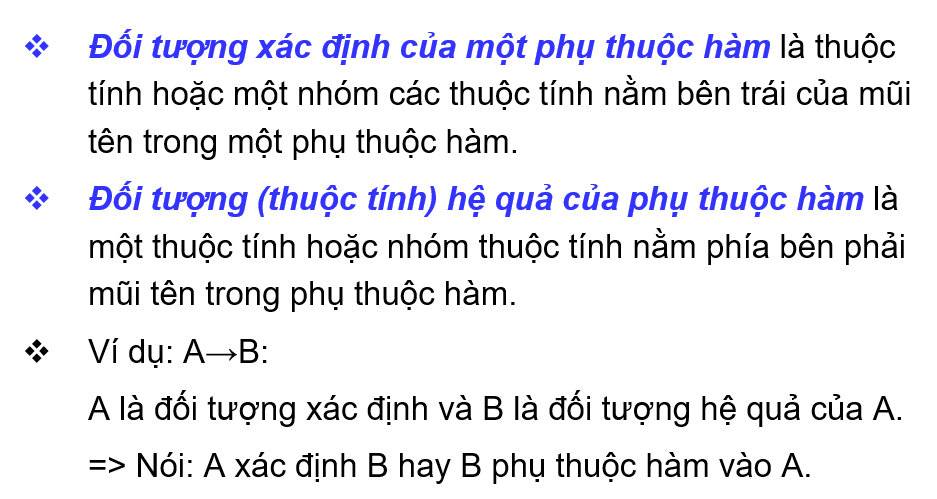 ❖ Đối tượng xác định của một phụ thuộc hàm là thuộc
tính hoặc một nhóm các thuộc tính nằm bên trái của mũi
tên trong một phụ thuộc hàm.
❖ Đối tượng (thuộc tính) hệ quả của phụ thuộc hàm là
một thuộc tính hoặc nhóm thuộc tính nằm phía bên phải
mũi tên trong phụ thuộc hàm.
❖ Ví dụ: A→B:
A là đối tượng xác định và B là đối tượng hệ quả của A.
=> Nói: A xác định B hay B phụ thuộc hàm vào A.